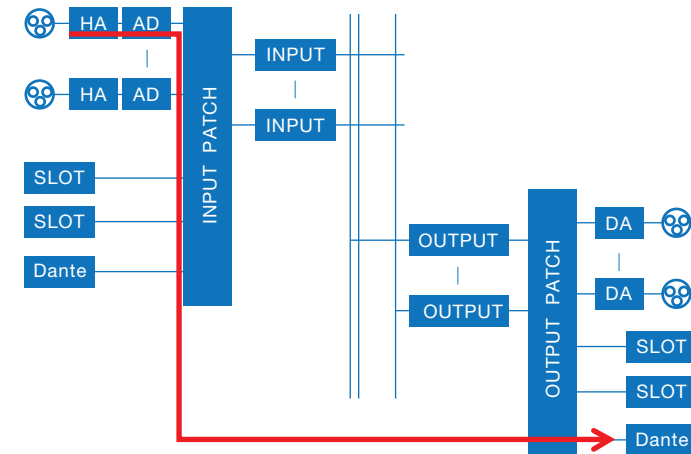 HA AD
HA AD
SLOT
SLOT
Dante
INPUT PATCH
INPUT
INPUT
OUTPUT
OUTPUT
OUTPUT PATCH
DA
DA
SLOT
SLOT
Dante